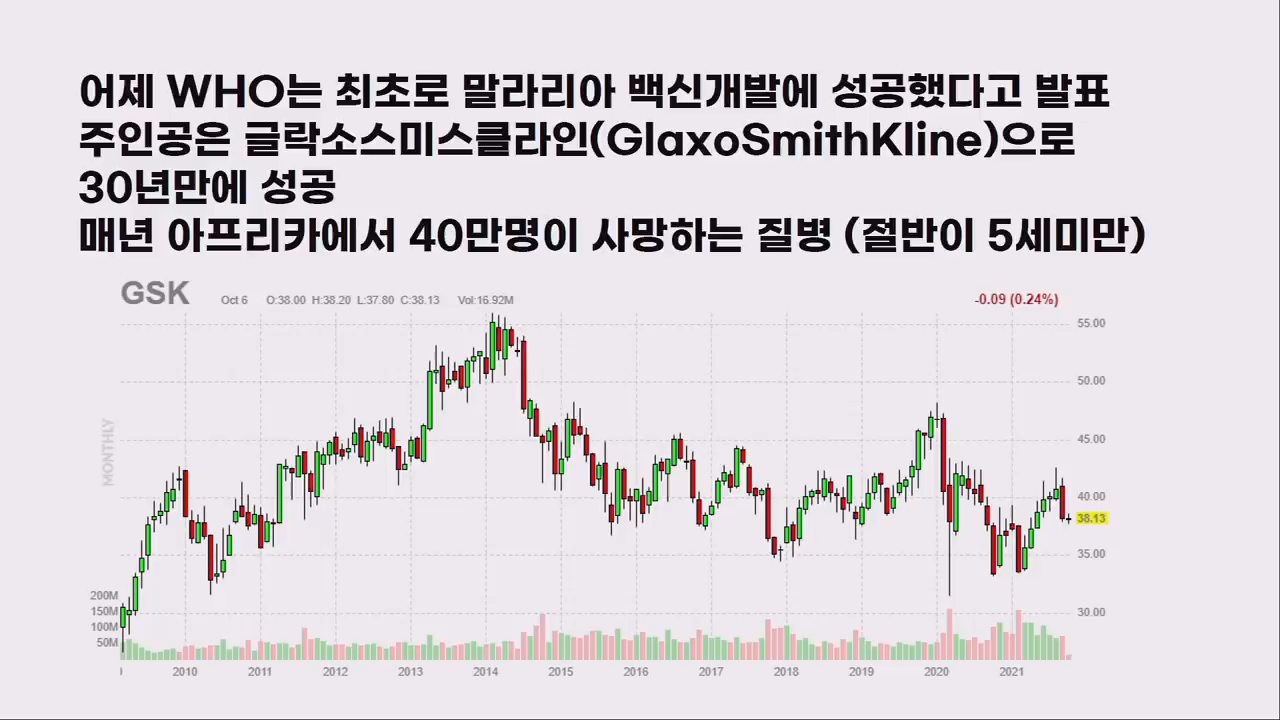 어제 WHO는 최초로 말라리아 백신개발에 성공했다고 발표
주인공은 글락소스미스클라인(GlaxoSmithKline)으로
30년만에 성공
매년 아프리카에서 40만명이 사망하는 질병 (절반이 5세미만)
GSK Oct 6 O:38.00 H:38.20 L:37.80 C:38.13 Vol:16.92M -0.09 (0.24%)
55.00
50.00
MONTHLY
45.00
40.00
38.13
35.00
200M
150M 30.00
100M
50M
2010 2011 2012 2013 2014 2015 2016 2017 2018 2019 2020 2021